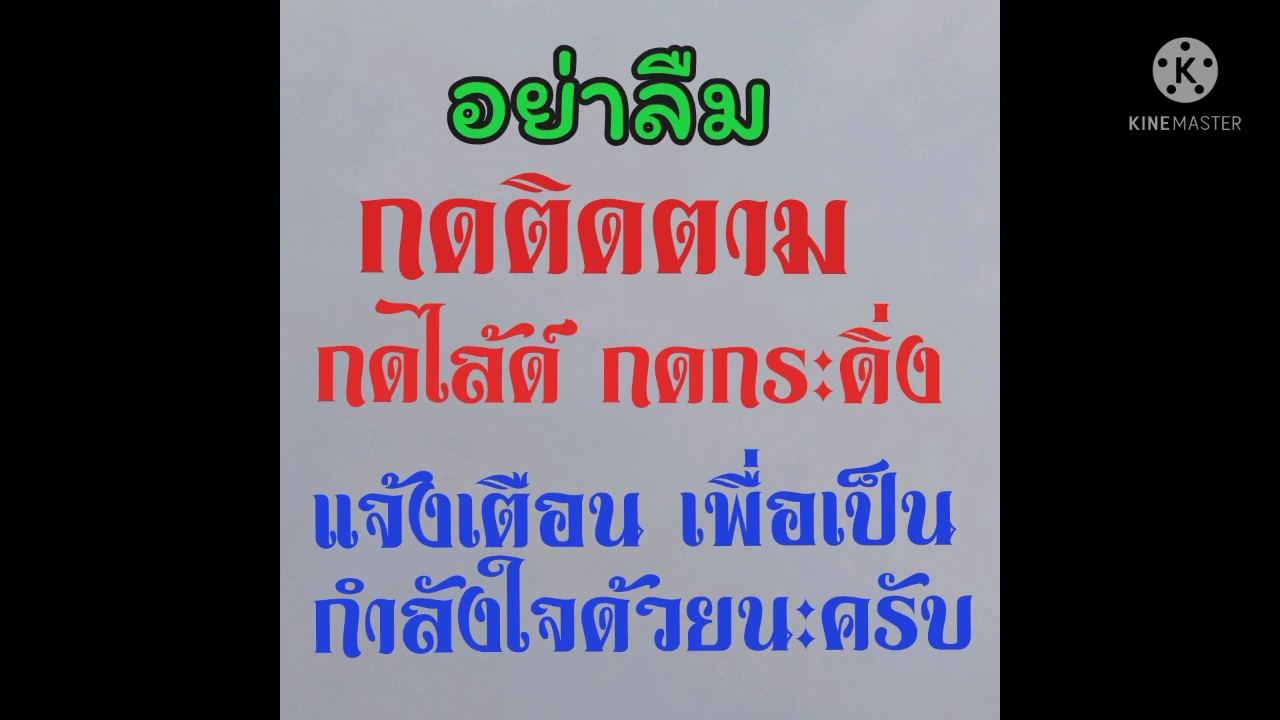 อย่าลืม
กดติดตาม
กดไล้ด์ กดกระดิ่ง
แจ้งเตือน เพื่อเป็น
กำลังใจด้วยนะครับ
K
KINEMASTER